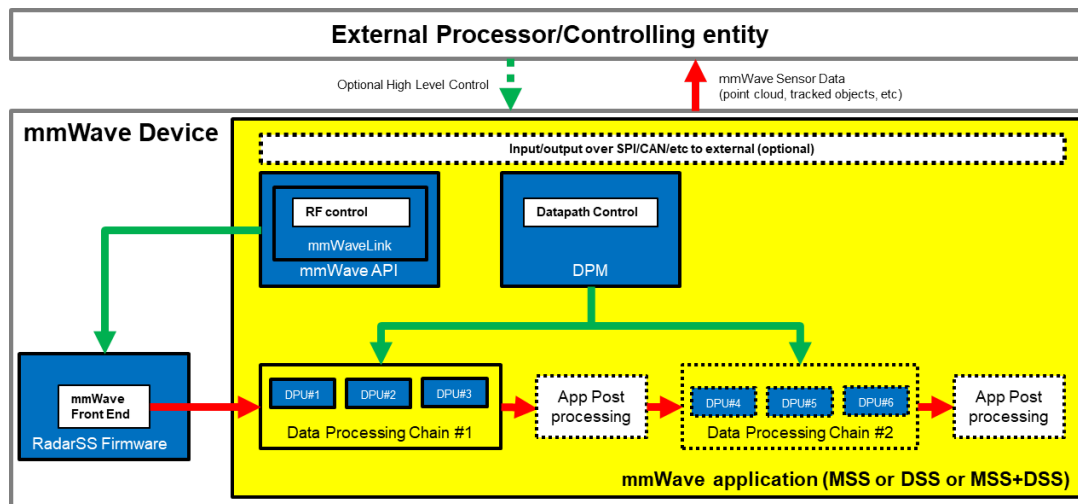 External Processor/Controlling entity
Optional High Level Control
mmWave Sensor Data
(point cloud, tracked objects, etc)
mmWave Device
Input/output over SPI/CAN/etc to external (optional)
RF control
mmWaveLink
mmWave API
Datapath Control
DPM
mmWave
Front End
RadarSS Firmware
DPU#1
DPU#2
DPU#3
Data Processing Chain #1
App Post
processing
DPU#4
DPU#5
DPU#6
Data Processing Chain #2
App Post
processing
mmWave application (MSS or DSS or MSS+DSS)